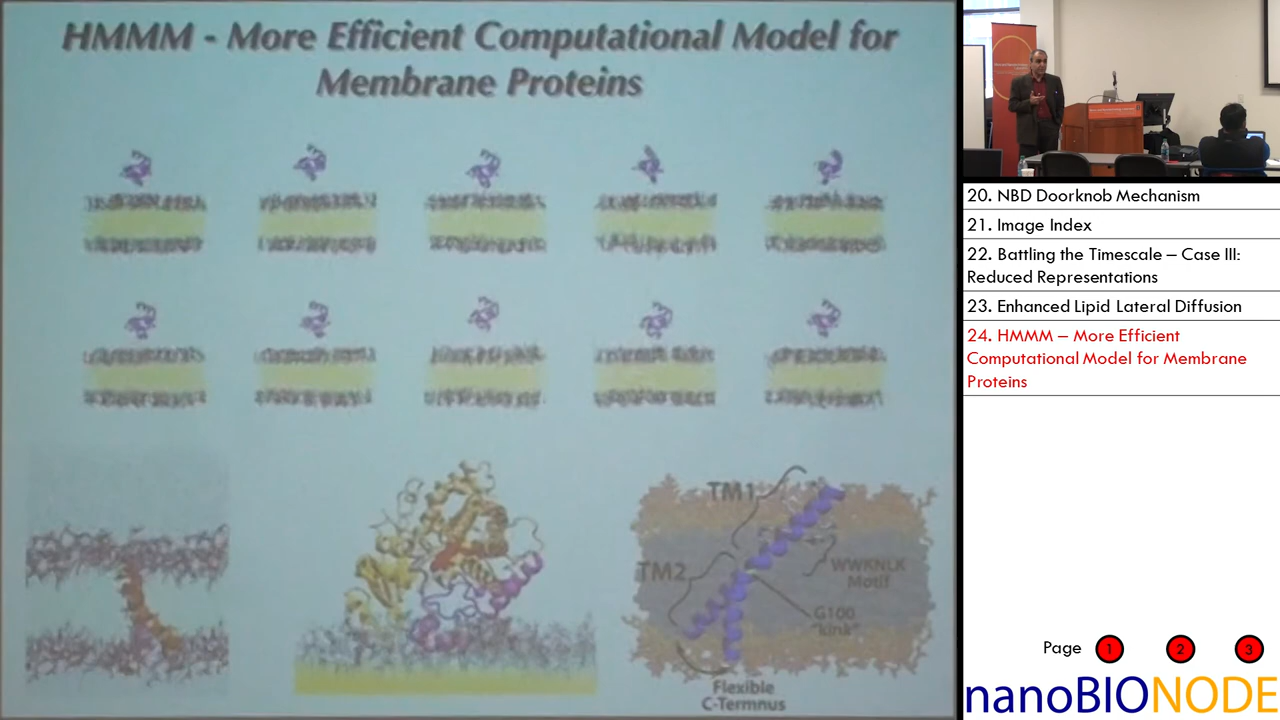 HMMM - More Efficient Computational Model for
Membrane Proteins
TM1
TM2
WWKNLK
Motif
G100
"kink"
Flexible
C-Termnus
20. NBD Doorknob Mechanism
21. Image Index
22. Battling the Timescale – Case III:
Reduced Representations
23. Enhanced Lipid Lateral Diffusion
24. HMMM – More Efficient
Computational Model for Membrane
Proteins
Page 1 2 3
nanoBIONODE